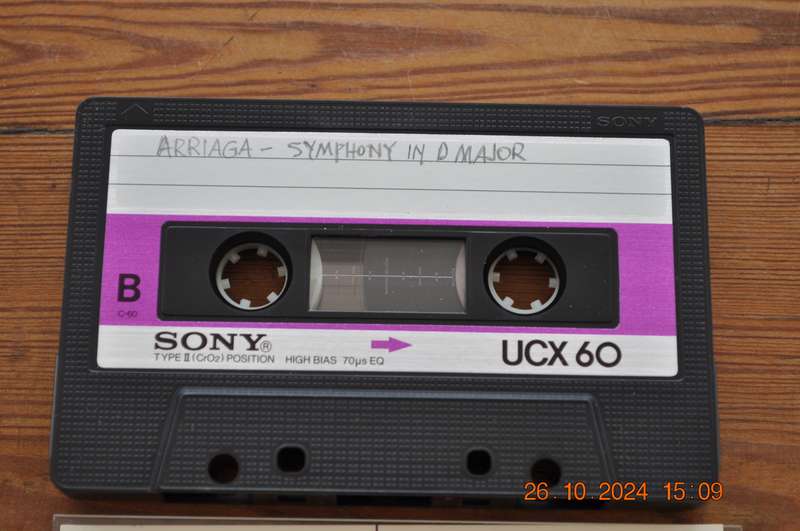 SONY
ARRIAGA - SYMPHONY IN D MAJOR
B
C-60
SONY®
TYPE II (CrO2) POSITION HIGH BIAS 70µs EQ
UCX 60
26.10.2024 15:09